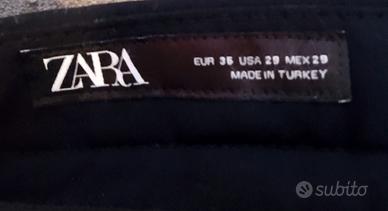 ZARA
EUR 36 USA 29 MEX 29
MADE IN TURKEY
subito